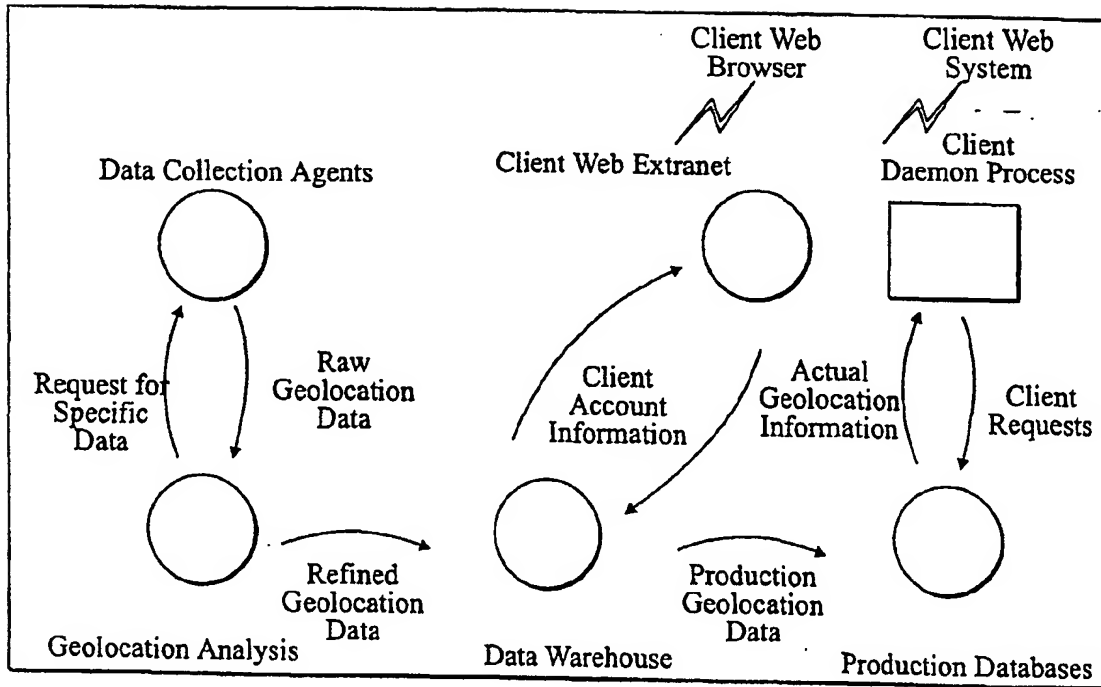 Client Web
Browser
Client Web
System
Client Web Extranet
Client
Daemon Process
Data Collection Agents
Request for
Specific
Data
Raw
Geolocation
Data
Client
Account
Information
Actual
Geolocation
Information
Client
Requests
Refined
Geolocation
Data
Production
Geolocation
Data
Geolocation Analysis
Data Warehouse
Production Databases